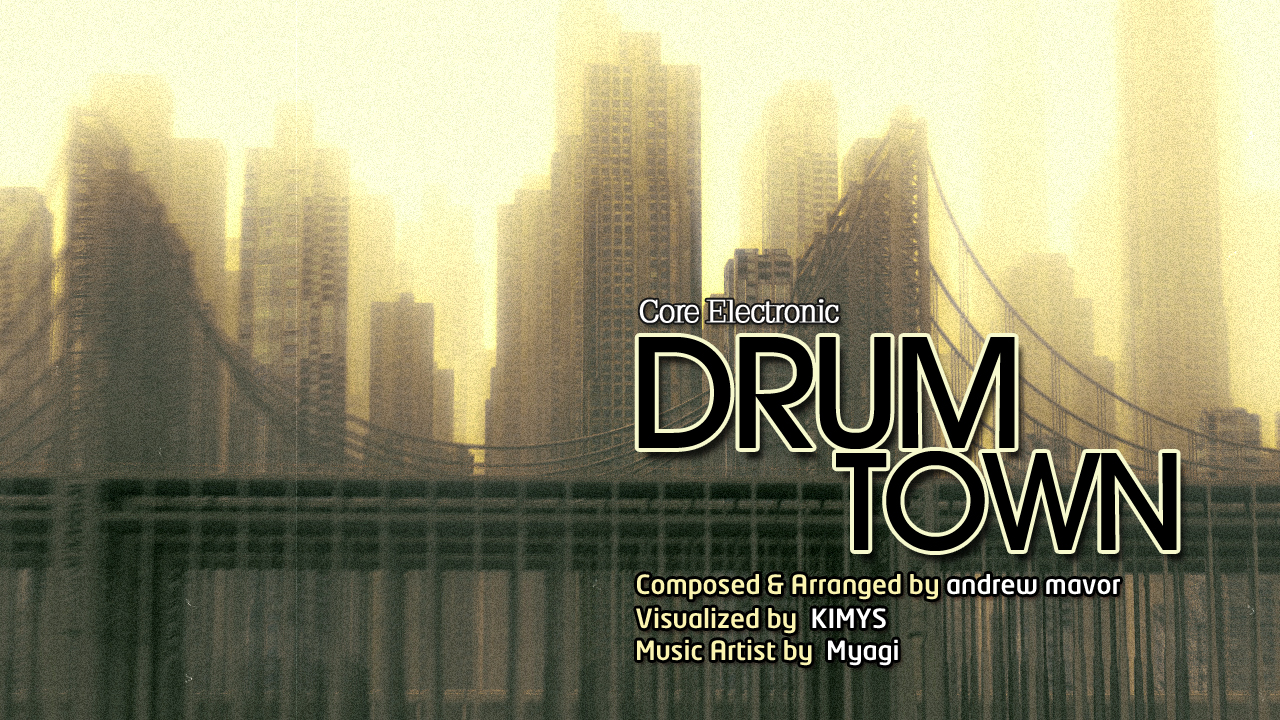 Core Electronic
DRUM
TOWN
Composed & Arranged by andrew mavor
Visualized by KIMYS
Music Artist by Myagi